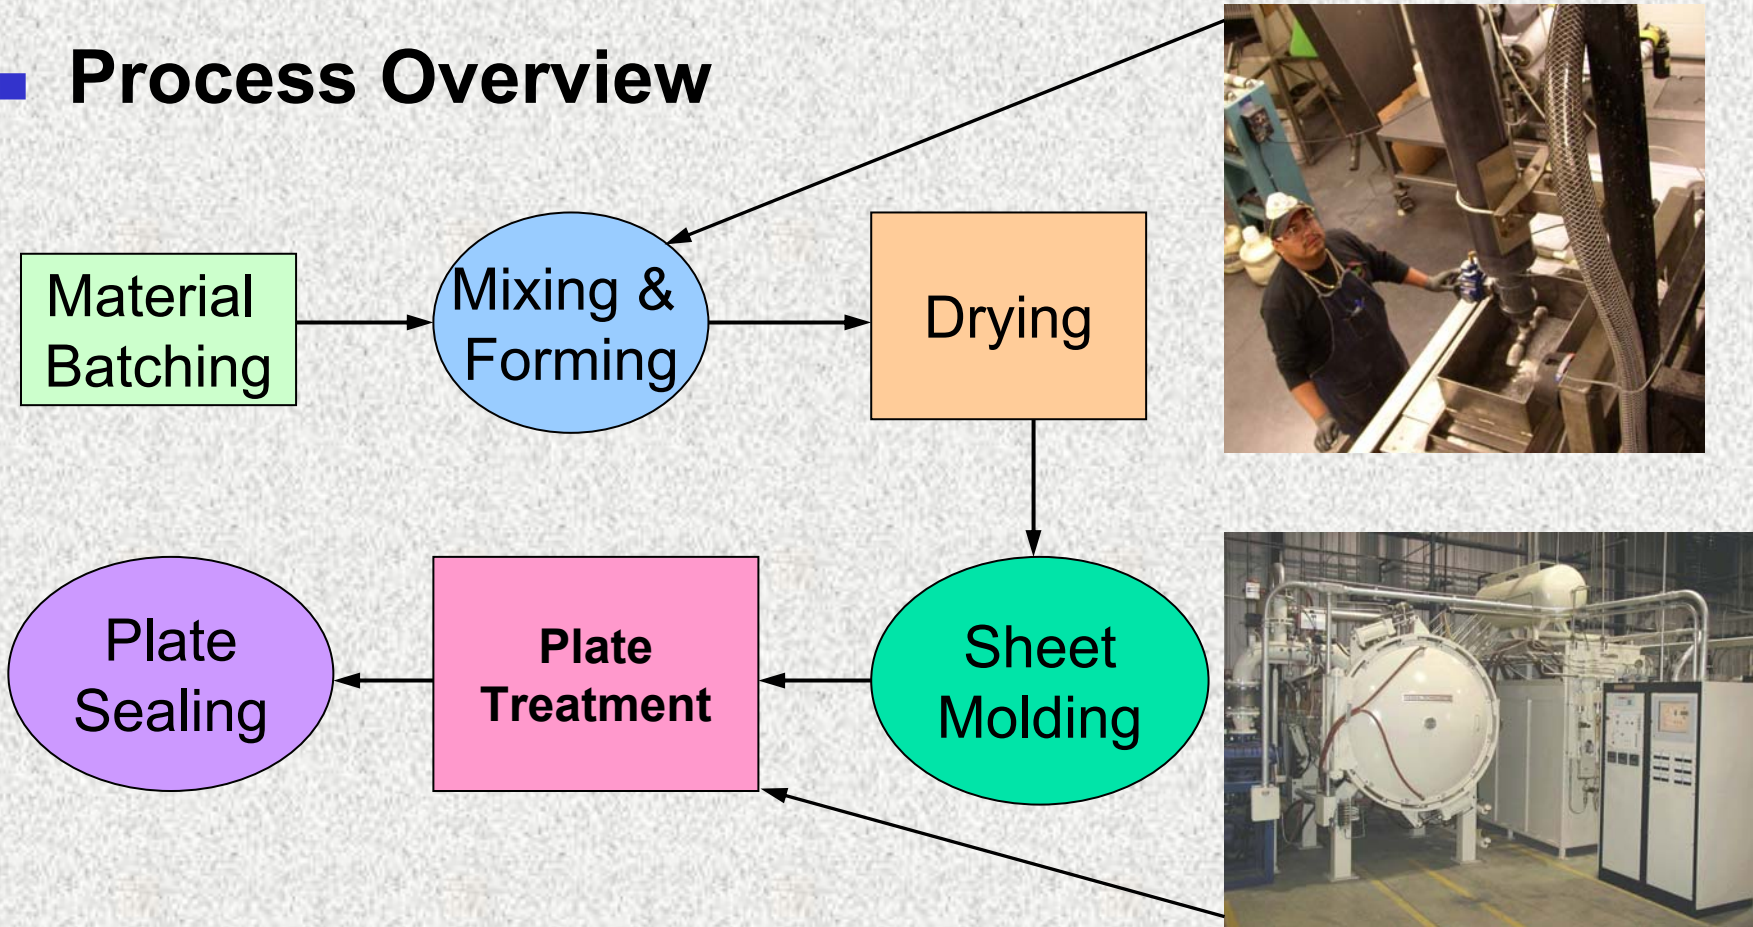 Process Overview
Material
Batching
Mixing &
Forming
Drying
Sheet
Molding
Plate
Treatment
Plate
Sealing